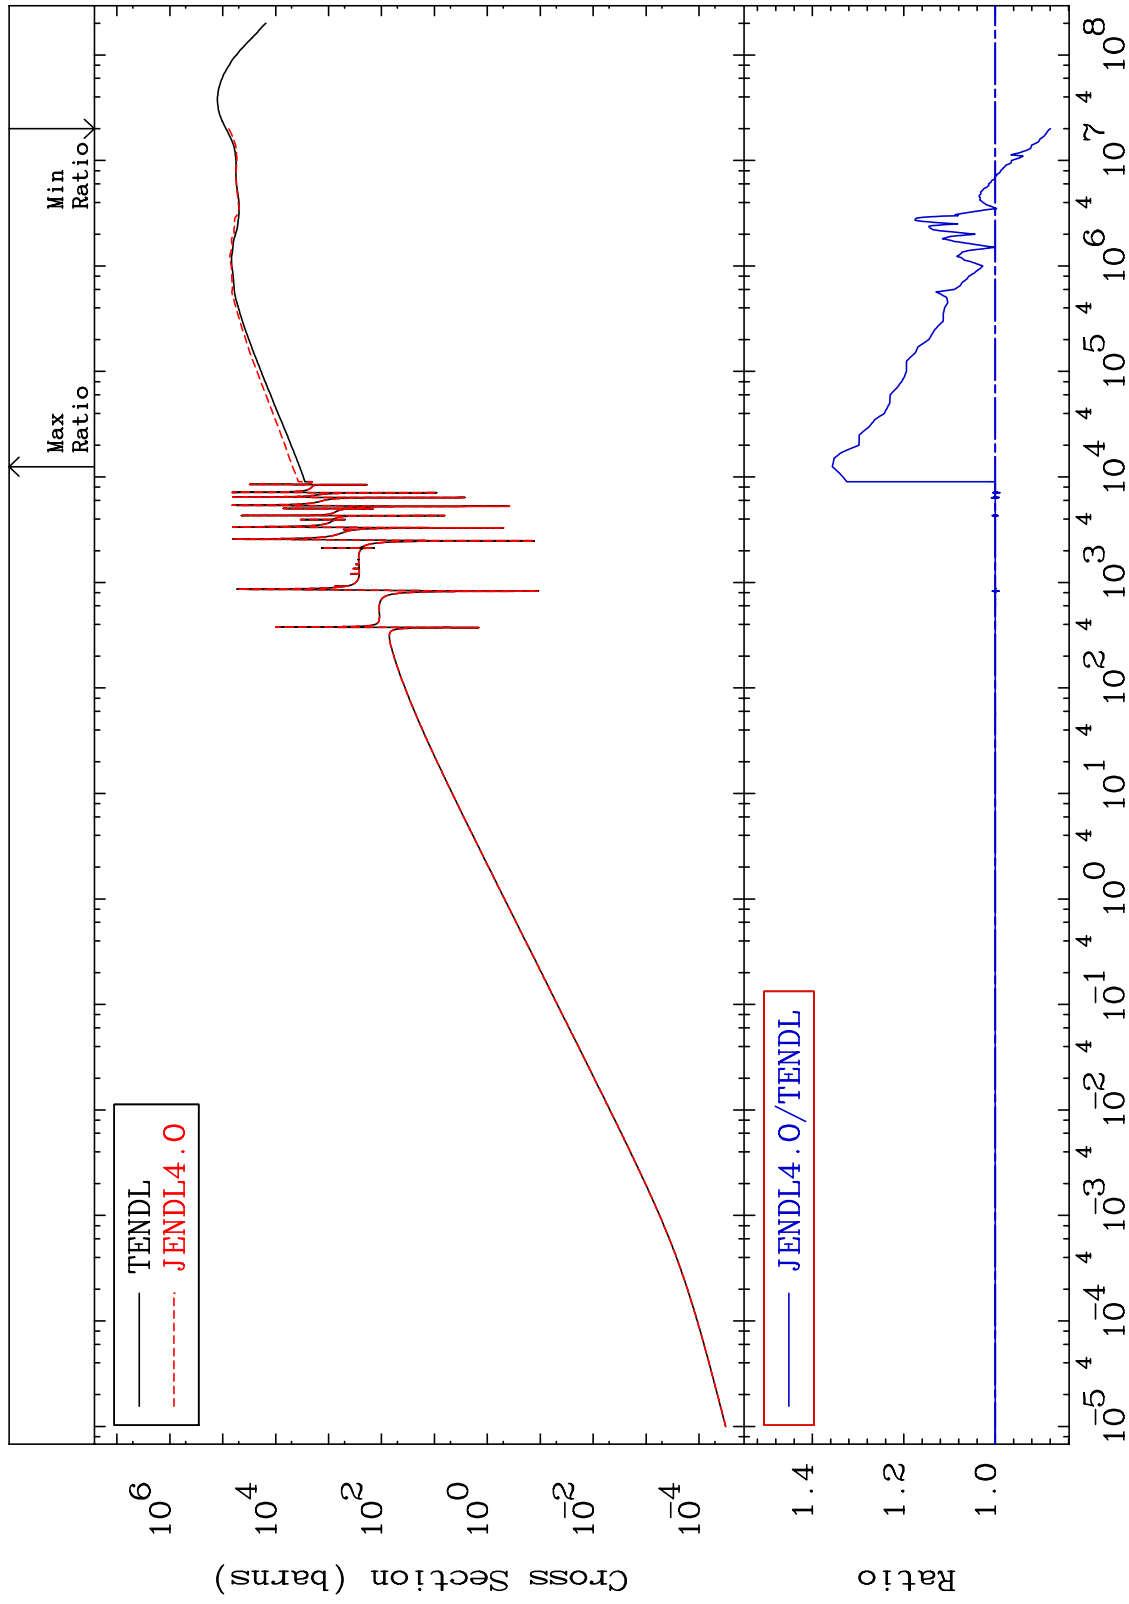 Min
Ratio
Max
Ratio
TENDL
JENDL4.0
Cross Section (barns)
10^6
10^4
10^2
10^0
10^-2
10^-4
JENDL4.0/TENDL
Ratio
1.4
1.2
1.0
10^-5 4 10^-4 4 10^-3 4 10^-2 4 10^-1 4 10^0 4 10^1 4 10^2 4 10^3 4 10^4 4 10^5 4 10^6 4 10^7 4 10^8